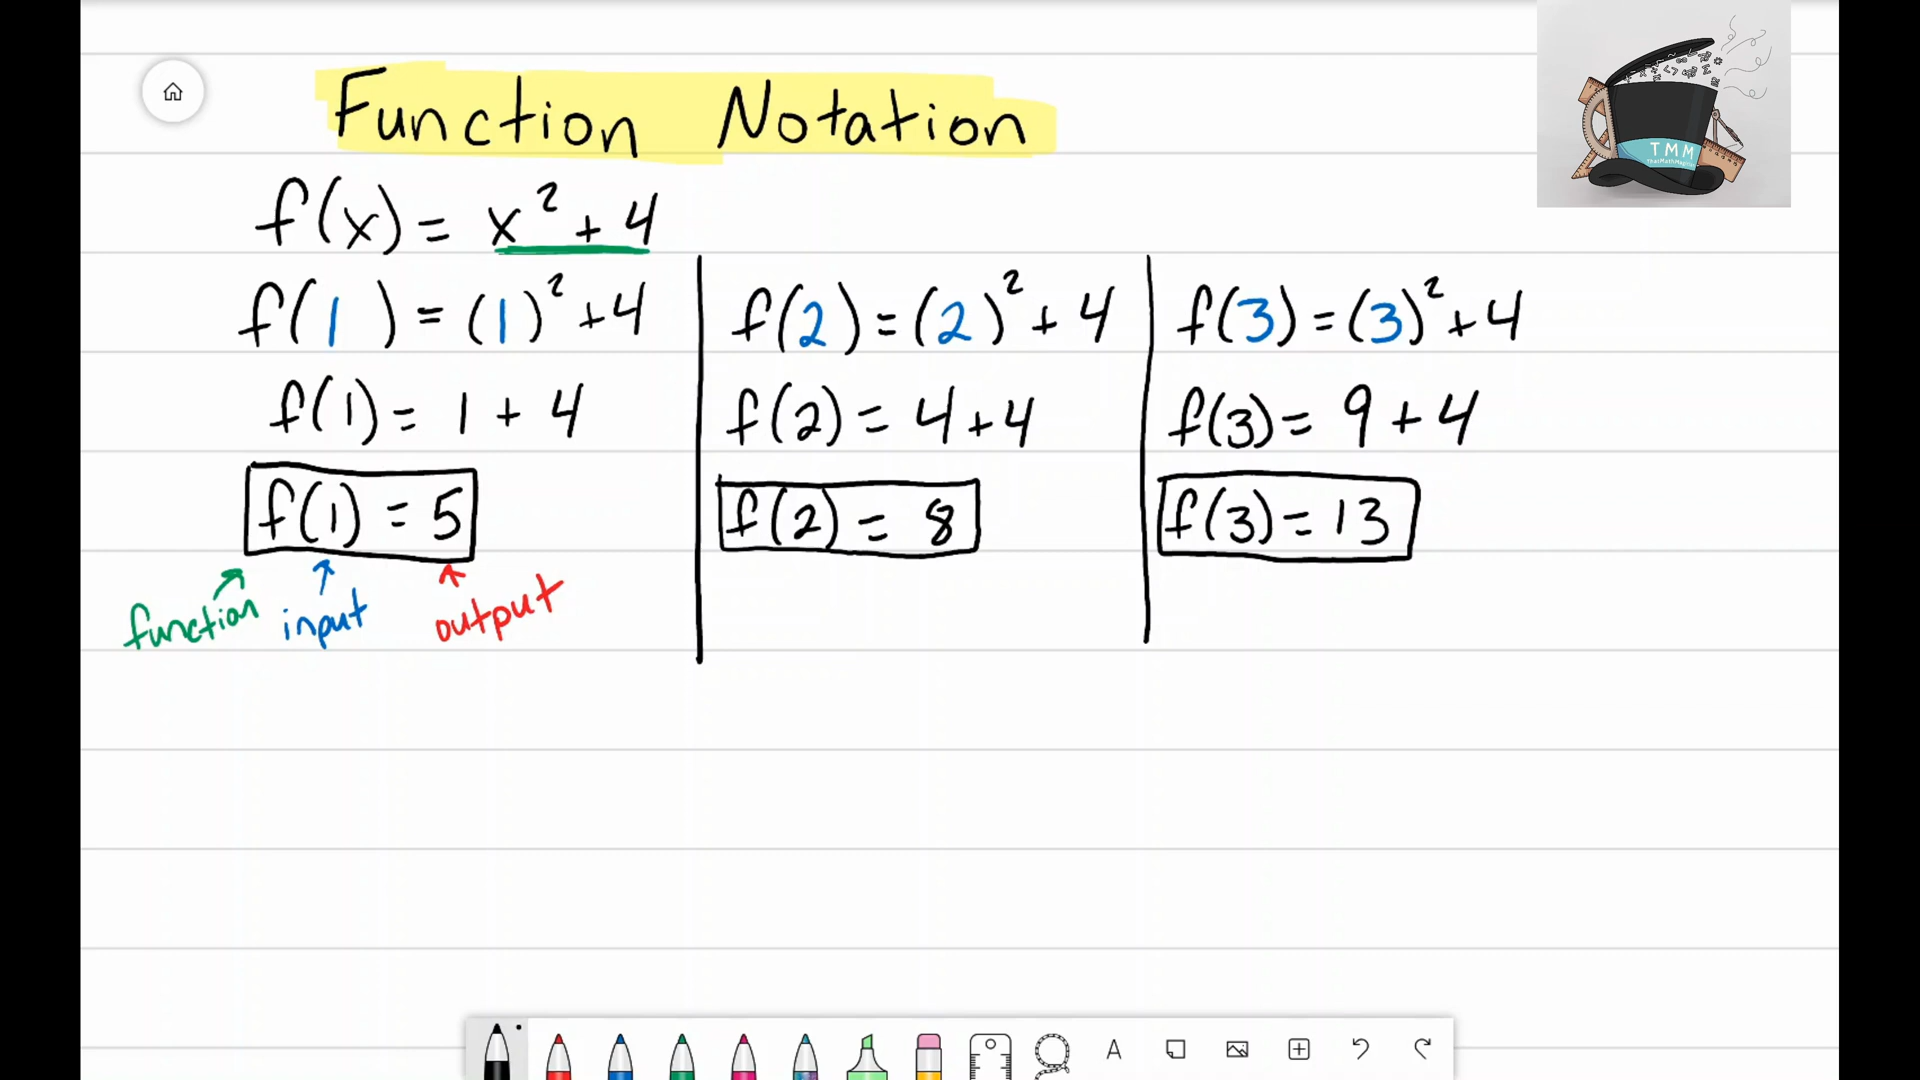 Function Notation
f(x) = x² + 4
f(1) = (1)² + 4
f(1) = 1 + 4
f(1) = 5
function input output
f(2) = (2)² + 4
f(2) = 4 + 4
f(2) = 8
f(3) = (3)² + 4
f(3) = 9 + 4
f(3) = 13
TMM
ThatMathMagician
A